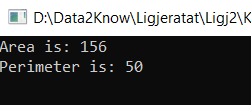 D:\Data2Know\Ligjeratat\Ligj2\
Area is: 156
Perimeter is: 50